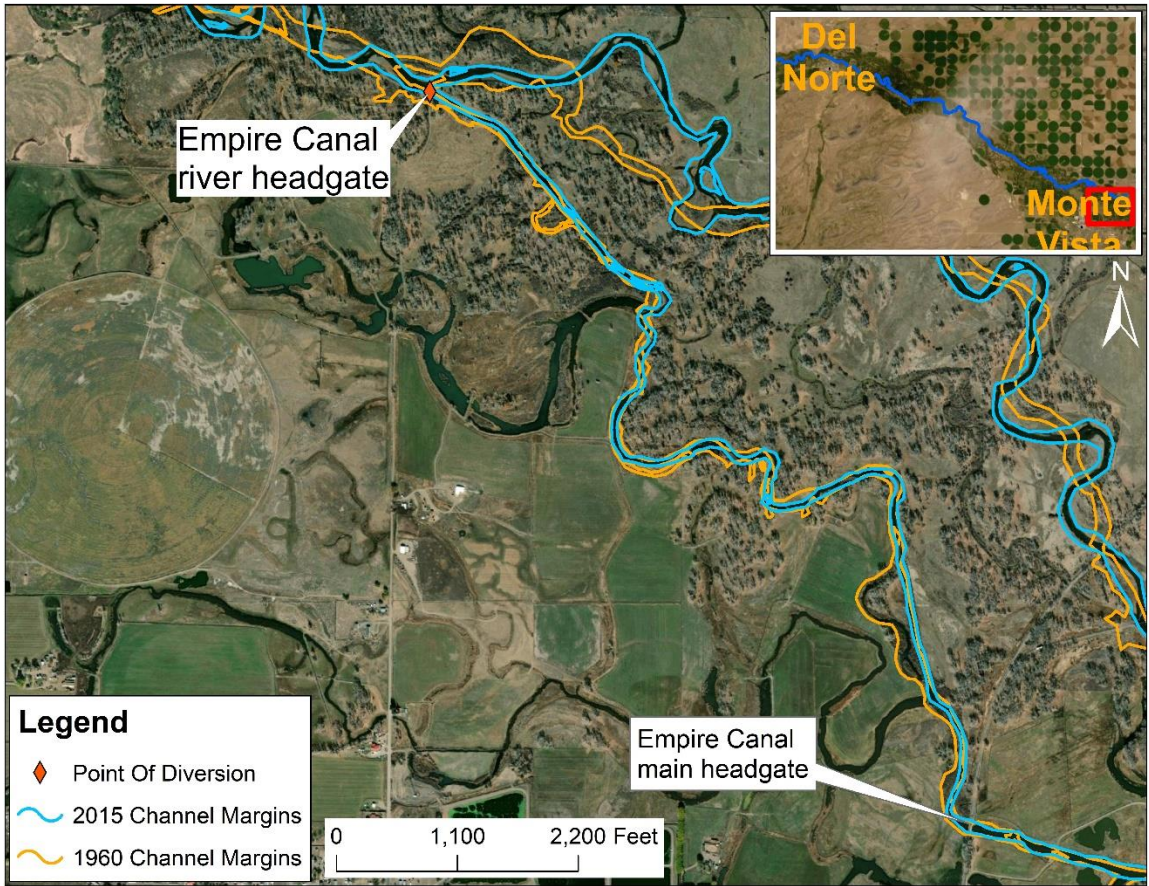 Del
Norte
Monte
Vista
N
Empire Canal
river headgate
Empire Canal
main headgate
Legend
Point Of Diversion
2015 Channel Margins
1960 Channel Margins
0 1,100 2,200 Feet